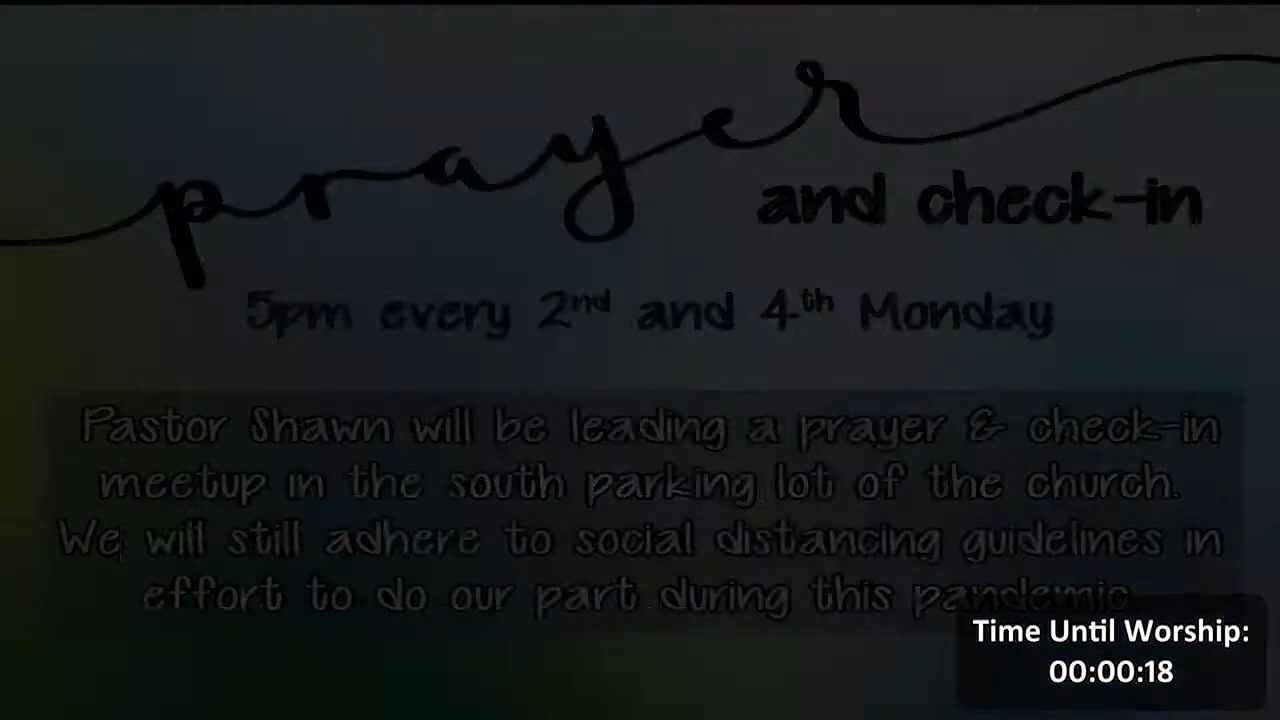 prayer
and check-in
5pm every 2nd and 4th Monday
Pastor Shawn will be leading a prayer & check-in
meetup in the south parking lot of the church.
We will still adhere to social distancing guidelines in
effort to do our part during this pandemic.
Time Until Worship:
00:00:18